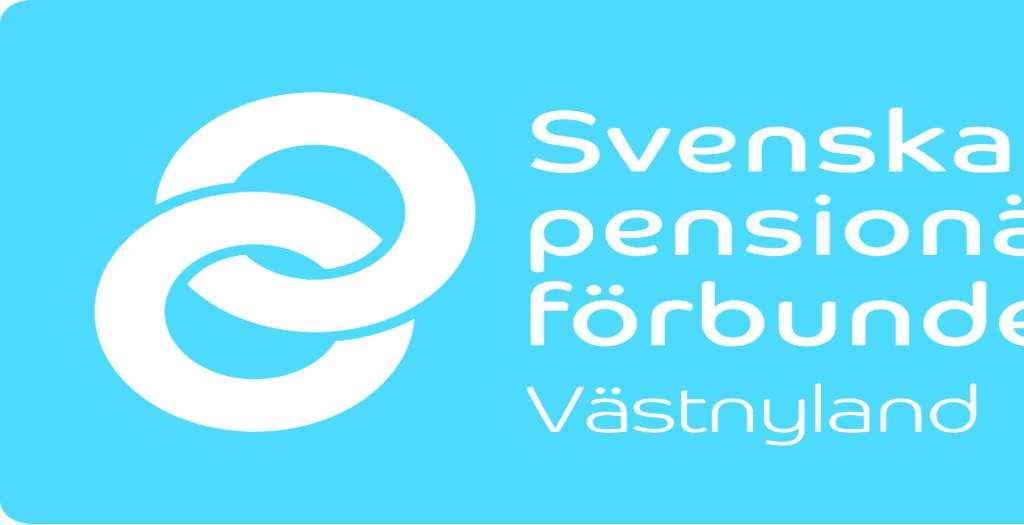 Svenska
pensionä
förbunde
Västnyland